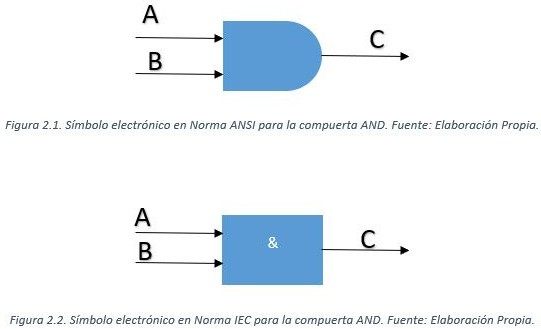 A
B
C
Figura 2.1. Símbolo electrónico en Norma ANSI para la compuerta AND. Fuente: Elaboración Propia.
A
B
&
C
Figura 2.2. Símbolo electrónico en Norma IEC para la compuerta AND. Fuente: Elaboración Propia.